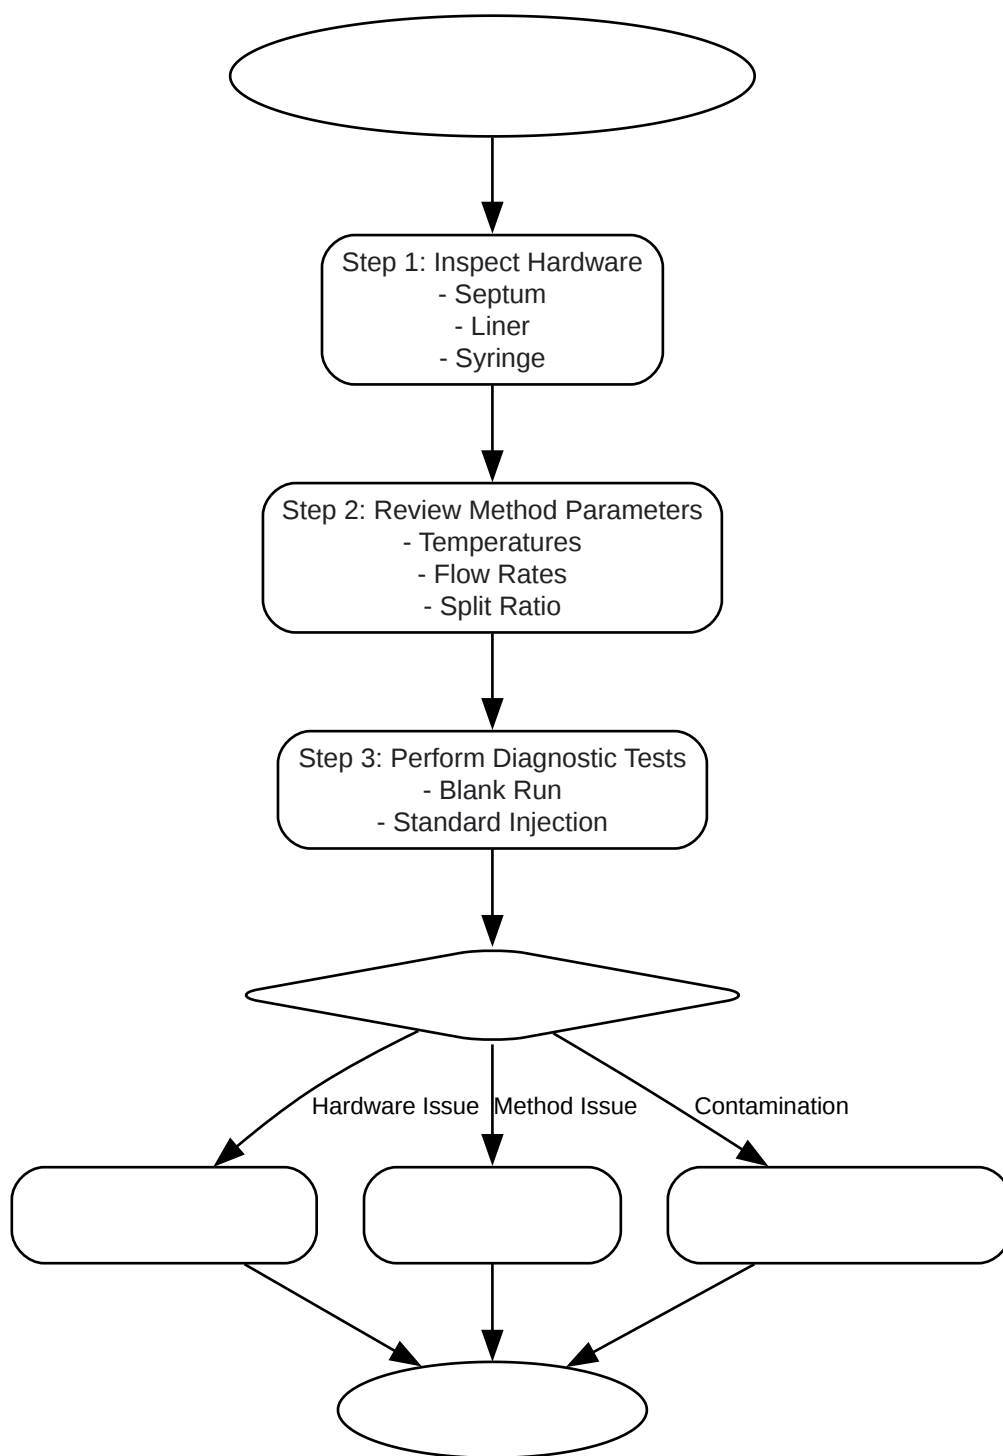 Step 1: Inspect Hardware
- Septum
- Liner
- Syringe
Step 2: Review Method Parameters
- Temperatures
- Flow Rates
- Split Ratio
Step 3: Perform Diagnostic Tests
- Blank Run
- Standard Injection
Hardware Issue
Method Issue
Contamination